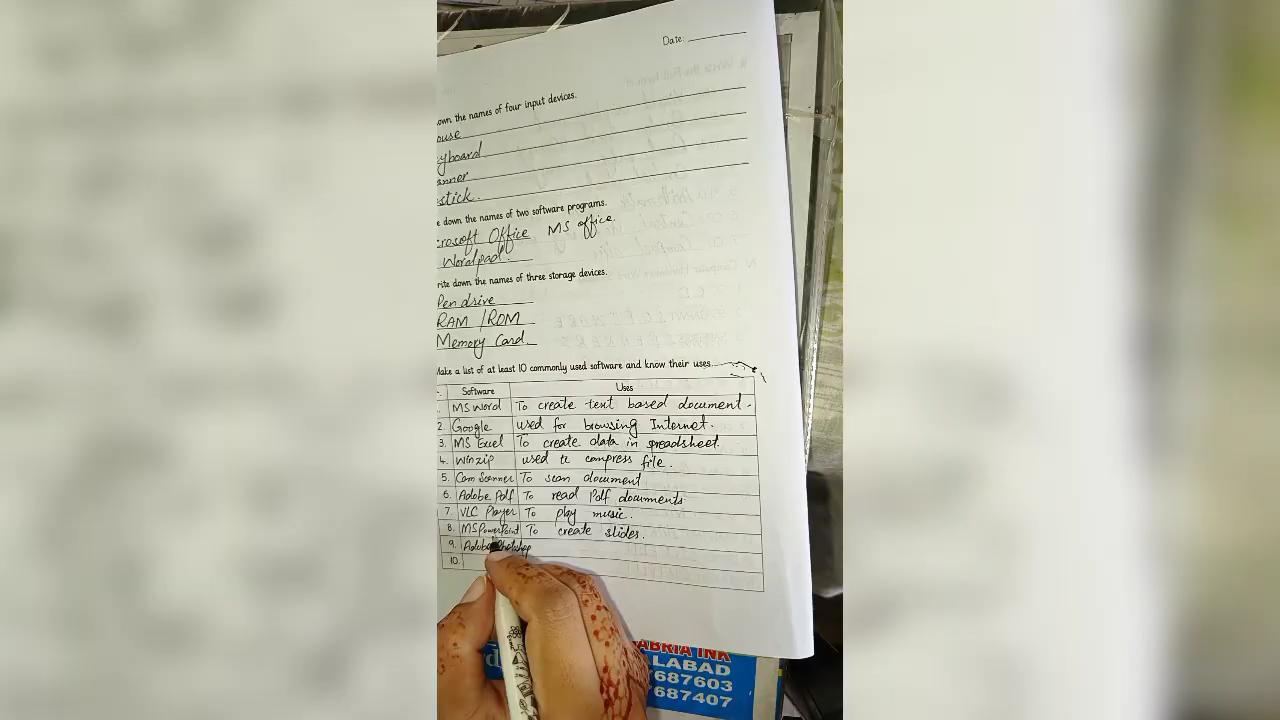 Date:
own the names of four input devices.
ouse
eyboard
anner
stick.
e down the names of two software programs.
crosoft Office MS office.
Wordpad.
rite down the names of three storage devices.
Pen drive
RAM / ROM
Memory Card.
Make a list of at least 10 commonly used software and know their uses
Software Uses
1. MS Word To create text based document.
2. Google used for browsing Internet.
3. MS Excel To create data in spreadsheet.
4. Winzip used to compress file.
5. Cam Scanner To scan document
6. Adobe Pdf To read Pdf documents
7. VLC Player To play music.
8. MS PowerPoint To create slides.
9. Adobe Photoshop
10.
ABRIA INK
LABAD
687603
687407